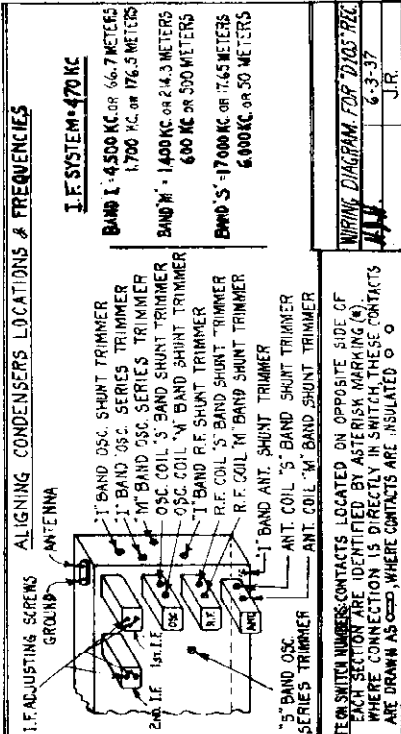 ALIGNING CONDENSERS LOCATIONS & FREQUENCIES
I.F. ADJUSTING SCREWS
GROUND
ANTENNA
2ND. I.F.
1st. I.F.
OSC
R.F.
ANT.
"I" BAND OSC. SHUNT TRIMMER
"I" BAND OSC. SERIES TRIMMER
"M" BAND OSC. SERIES TRIMMER
OSC. COIL "S" BAND SHUNT TRIMMER
OSC. COIL "M" BAND SHUNT TRIMMER
"I" BAND R.F. SHUNT TRIMMER
R.F. COIL "S" BAND SHUNT TRIMMER
R.F. COIL "M" BAND SHUNT TRIMMER
"I" BAND ANT. SHUNT TRIMMER
ANT. COIL "S" BAND SHUNT TRIMMER
ANT. COIL "M" BAND SHUNT TRIMMER
"S" BAND OSC.
SERIES TRIMMER
I.F. SYSTEM=470 KC
BAND I = 4,500 KC. OR 66.7 METERS
1,700 KC. OR 176.5 METERS
BAND "M" = 1,400 KC. OR 214.3 METERS
600 KC OR 500 METERS
BAND "S" = 17000 KC. OR 17.65 METERS
6.000 KC. OR 50 METERS
SWITCH NUMBERS: CONTACTS LOCATED ON OPPOSITE SIDE OF
EACH SECTION ARE IDENTIFIED BY ASTERISK MARKING (*).
WHERE CONNECTION IS DIRECTLY IN SWITCH THESE CONTACTS
ARE DRAWN AS , WHERE CONTACTS ARE INSULATED O O
WIRING DIAGRAM FOR "D105" REC
6-3-37
J.R.